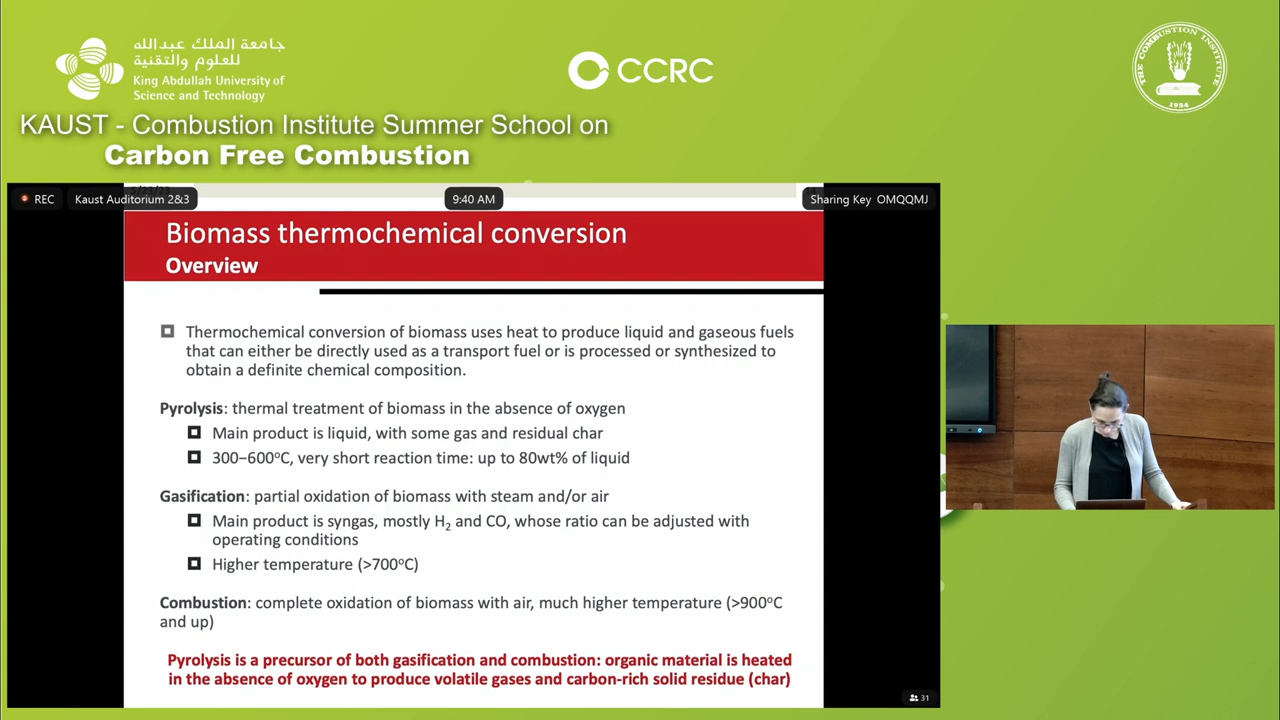 جامعة الملك عبدالله
للعلوم والتقنية
King Abdullah University of
Science and Technology
CCRC
THE COMBUSTION INSTITUTE
1954
KAUST - Combustion Institute Summer School on
Carbon Free Combustion
REC
Kaust Auditorium 2&3
9:40 AM
Sharing Key OMQQMJ
Biomass thermochemical conversion
Overview
Thermochemical conversion of biomass uses heat to produce liquid and gaseous fuels
that can either be directly used as a transport fuel or is processed or synthesized to
obtain a definite chemical composition.
Pyrolysis: thermal treatment of biomass in the absence of oxygen
Main product is liquid, with some gas and residual char
300–600°C, very short reaction time: up to 80wt% of liquid
Gasification: partial oxidation of biomass with steam and/or air
Main product is syngas, mostly H₂ and CO, whose ratio can be adjusted with
operating conditions
Higher temperature (>700°C)
Combustion: complete oxidation of biomass with air, much higher temperature (>900°C
and up)
Pyrolysis is a precursor of both gasification and combustion: organic material is heated
in the absence of oxygen to produce volatile gases and carbon-rich solid residue (char)
31